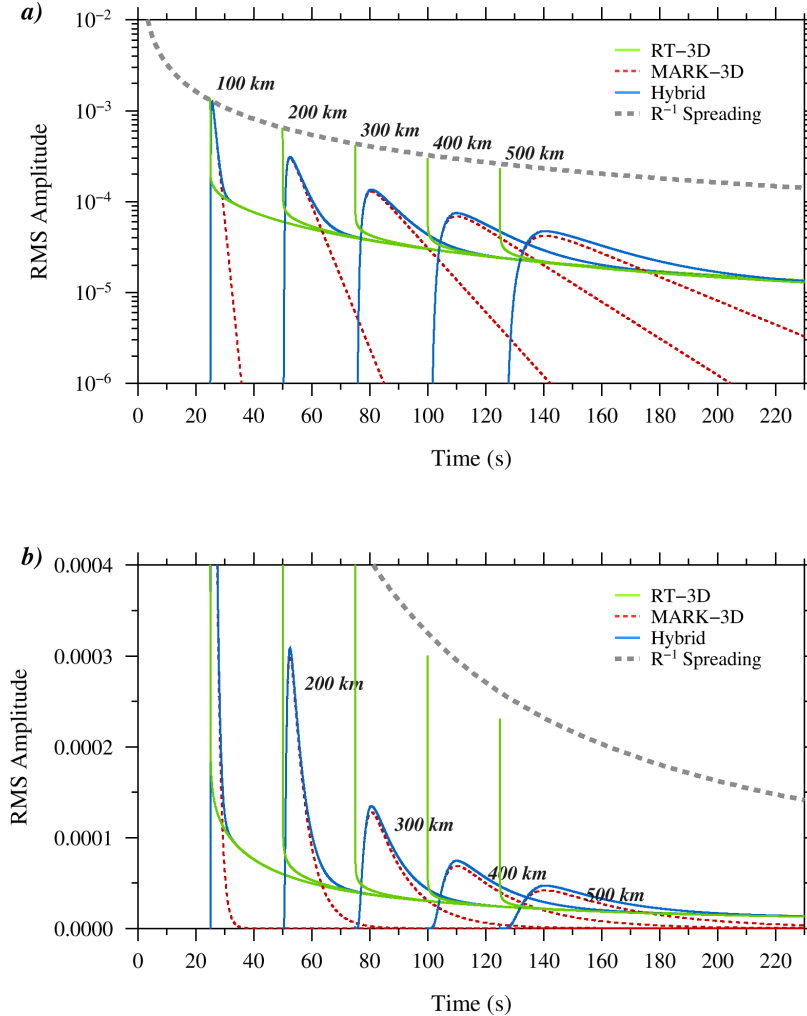 a)
10−2
10−3
10−4
10−5
10−6
RMS Amplitude
100 km
200 km
300 km
400 km
500 km
RT−3D
MARK−3D
Hybrid
R−1 Spreading
0 20 40 60 80 100 120 140 160 180 200 220
Time (s)
b)
0.0004
0.0003
0.0002
0.0001
0.0000
RMS Amplitude
RT−3D
MARK−3D
Hybrid
R−1 Spreading
200 km
300 km
400 km
500 km
0 20 40 60 80 100 120 140 160 180 200 220
Time (s)